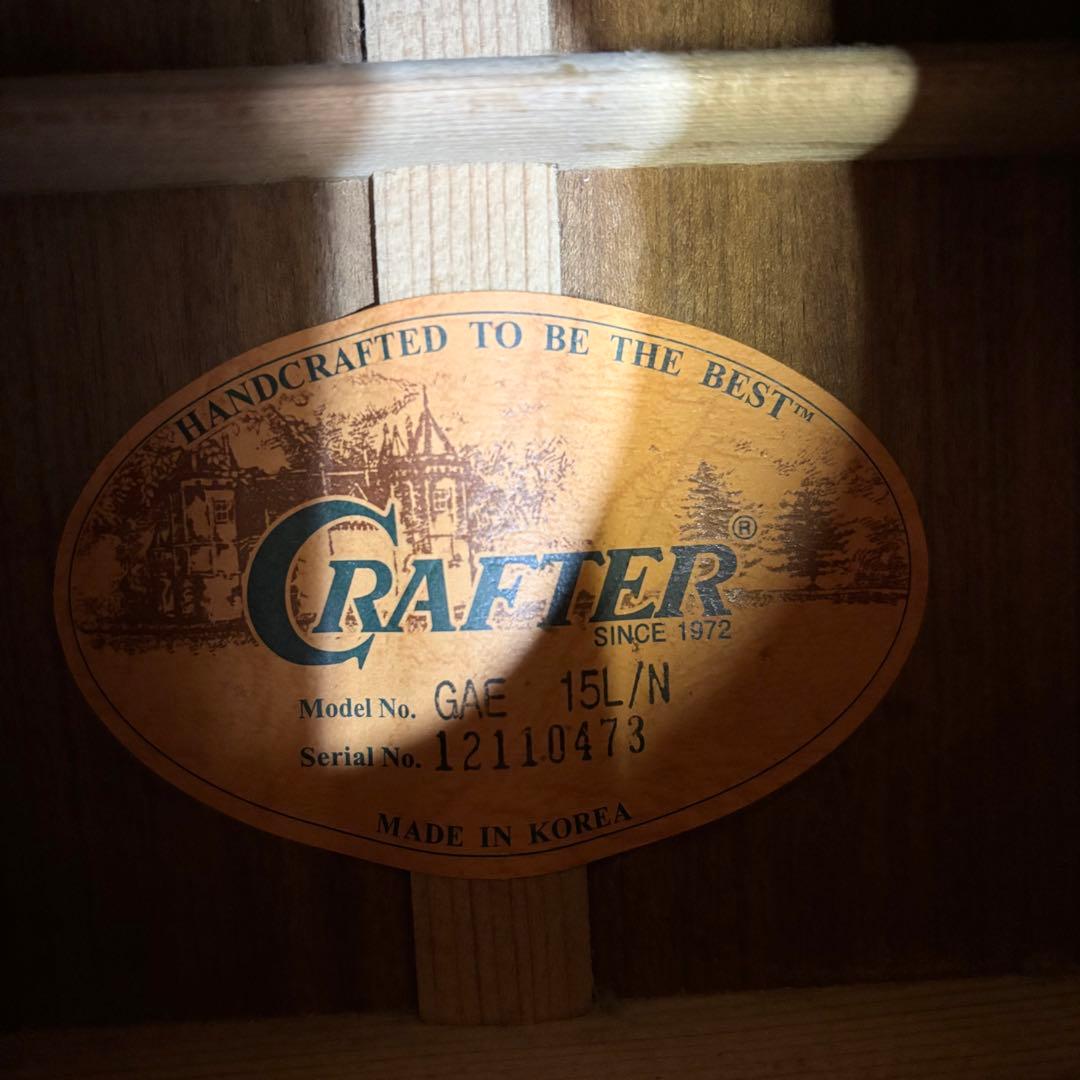 HANDCRAFTED TO BE THE BEST™
CRAFTER®
SINCE 1972
Model No. GAE 15L/N
Serial No. 12110473
MADE IN KOREA